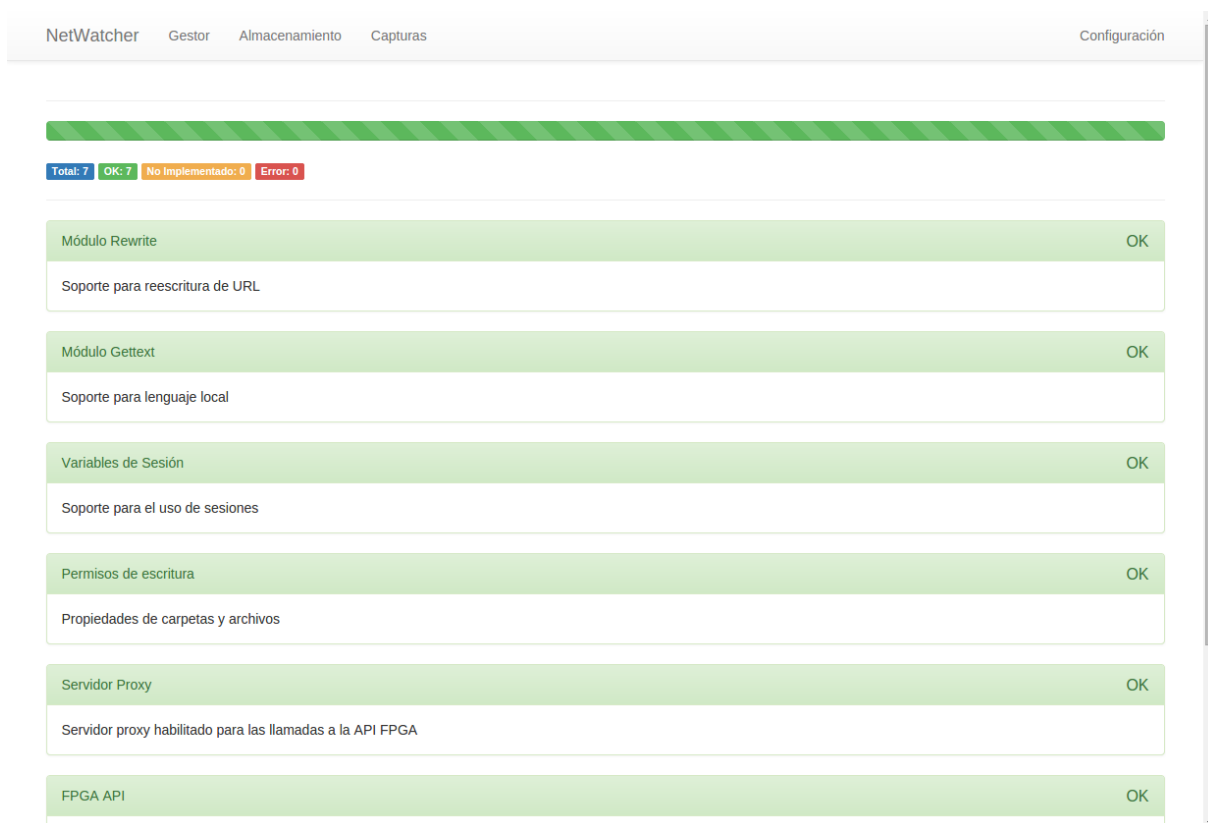 NetWatcher Gestor Almacenamiento Capturas Configuración
Total: 7 OK: 7 No Implementado: 0 Error: 0
Módulo Rewrite OK
Soporte para reescritura de URL
Módulo Gettext OK
Soporte para lenguaje local
Variables de Sesión OK
Soporte para el uso de sesiones
Permisos de escritura OK
Propiedades de carpetas y archivos
Servidor Proxy OK
Servidor proxy habilitado para las llamadas a la API FPGA
FPGA API OK